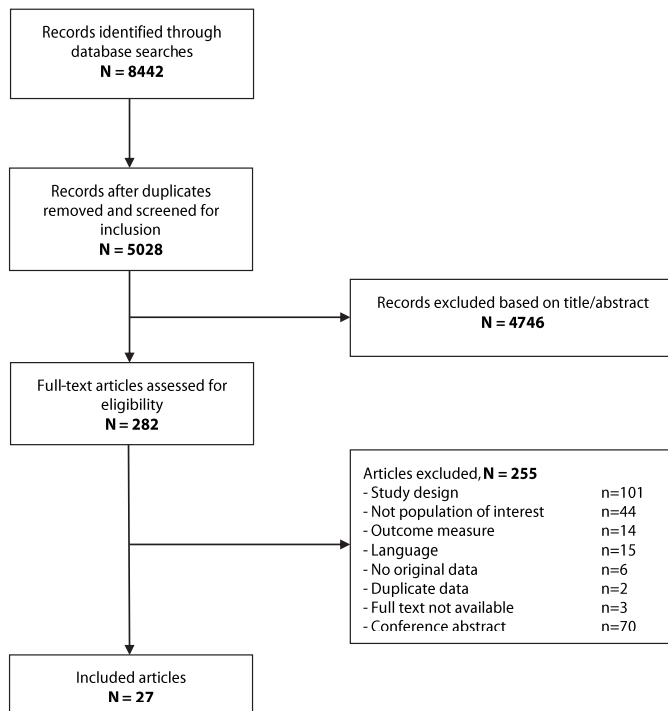 Records identified through
database searches
N = 8442
Records after duplicates
removed and screened for
inclusion
N = 5028
Records excluded based on title/abstract
N = 4746
Full-text articles assessed for
eligibility
N = 282
Articles excluded, N = 255
- Study design n=101
- Not population of interest n=44
- Outcome measure n=14
- Language n=15
- No original data n=6
- Duplicate data n=2
- Full text not available n=3
- Conference abstract n=70
Included articles
N = 27